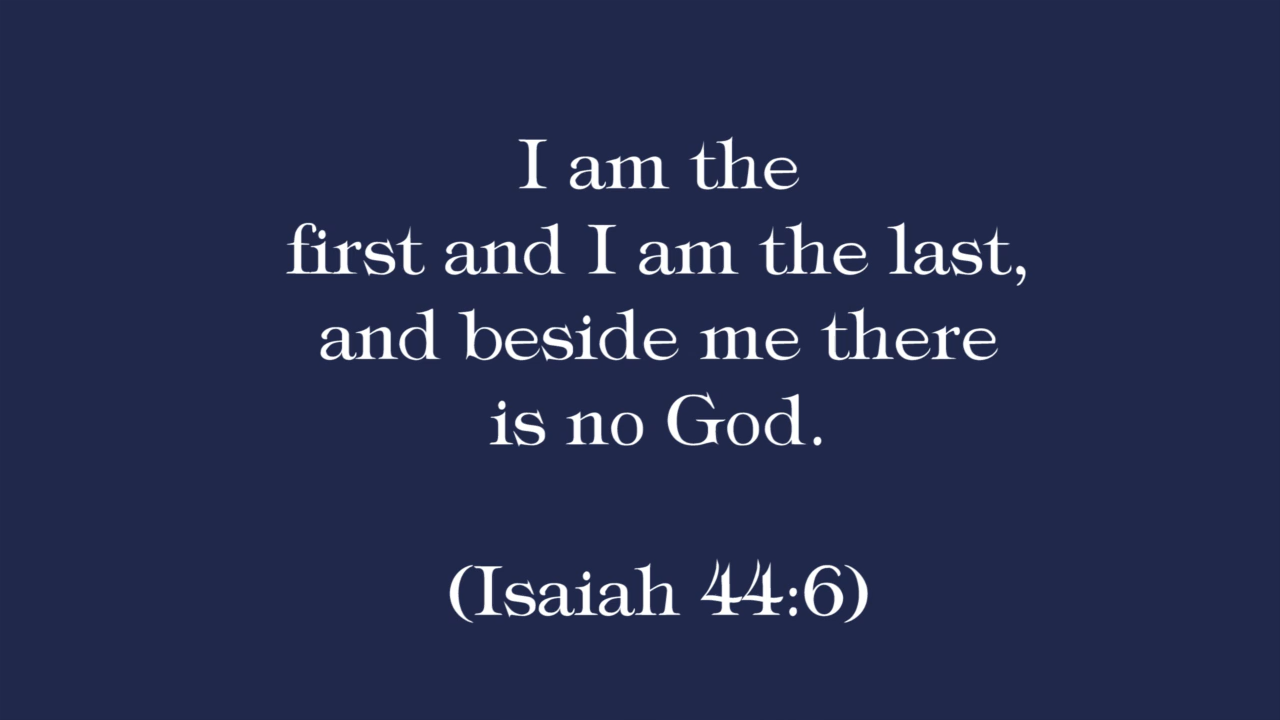 I am the
first and I am the last,
and beside me there
is no God.
(Isaiah 44:6)